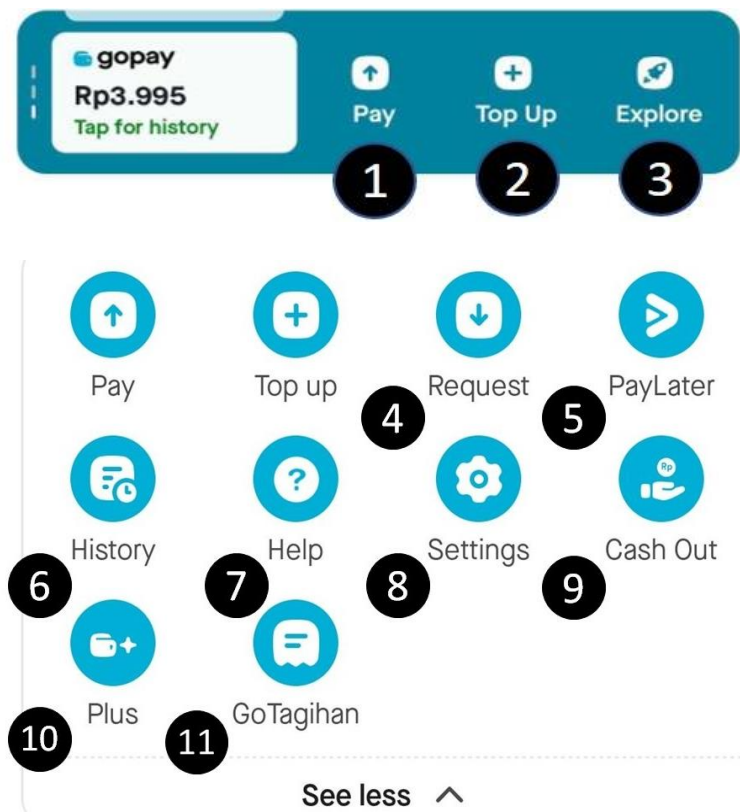 gopay
Rp3.995
Tap for history
Pay
Top Up
Explore
1
2
3
Pay
Top up
Request
PayLater
4
5
?
Rp
History
Help
Settings
Cash Out
6
7
8
9
Plus
GoTagihan
10
11
See less